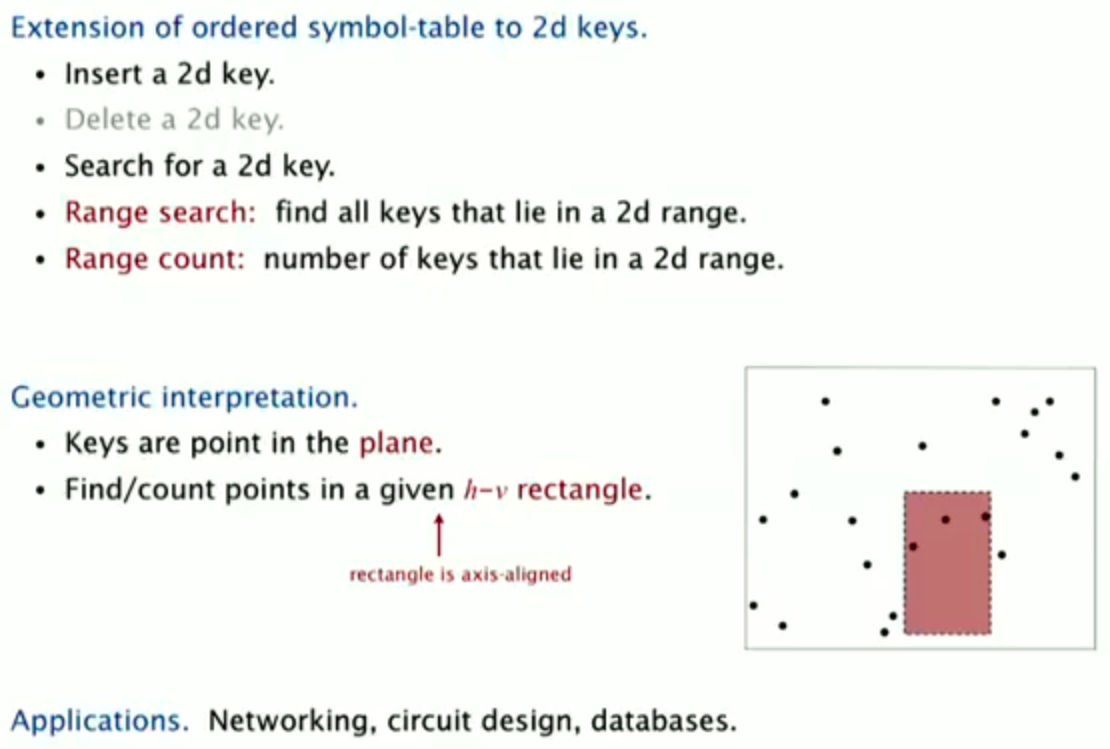 Extension of ordered symbol-table to 2d keys.
• Insert a 2d key.
• Delete a 2d key.
• Search for a 2d key.
• Range search: find all keys that lie in a 2d range.
• Range count: number of keys that lie in a 2d range.
Geometric interpretation.
• Keys are point in the plane.
• Find/count points in a given h-v rectangle.
rectangle is axis-aligned
Applications. Networking, circuit design, databases.